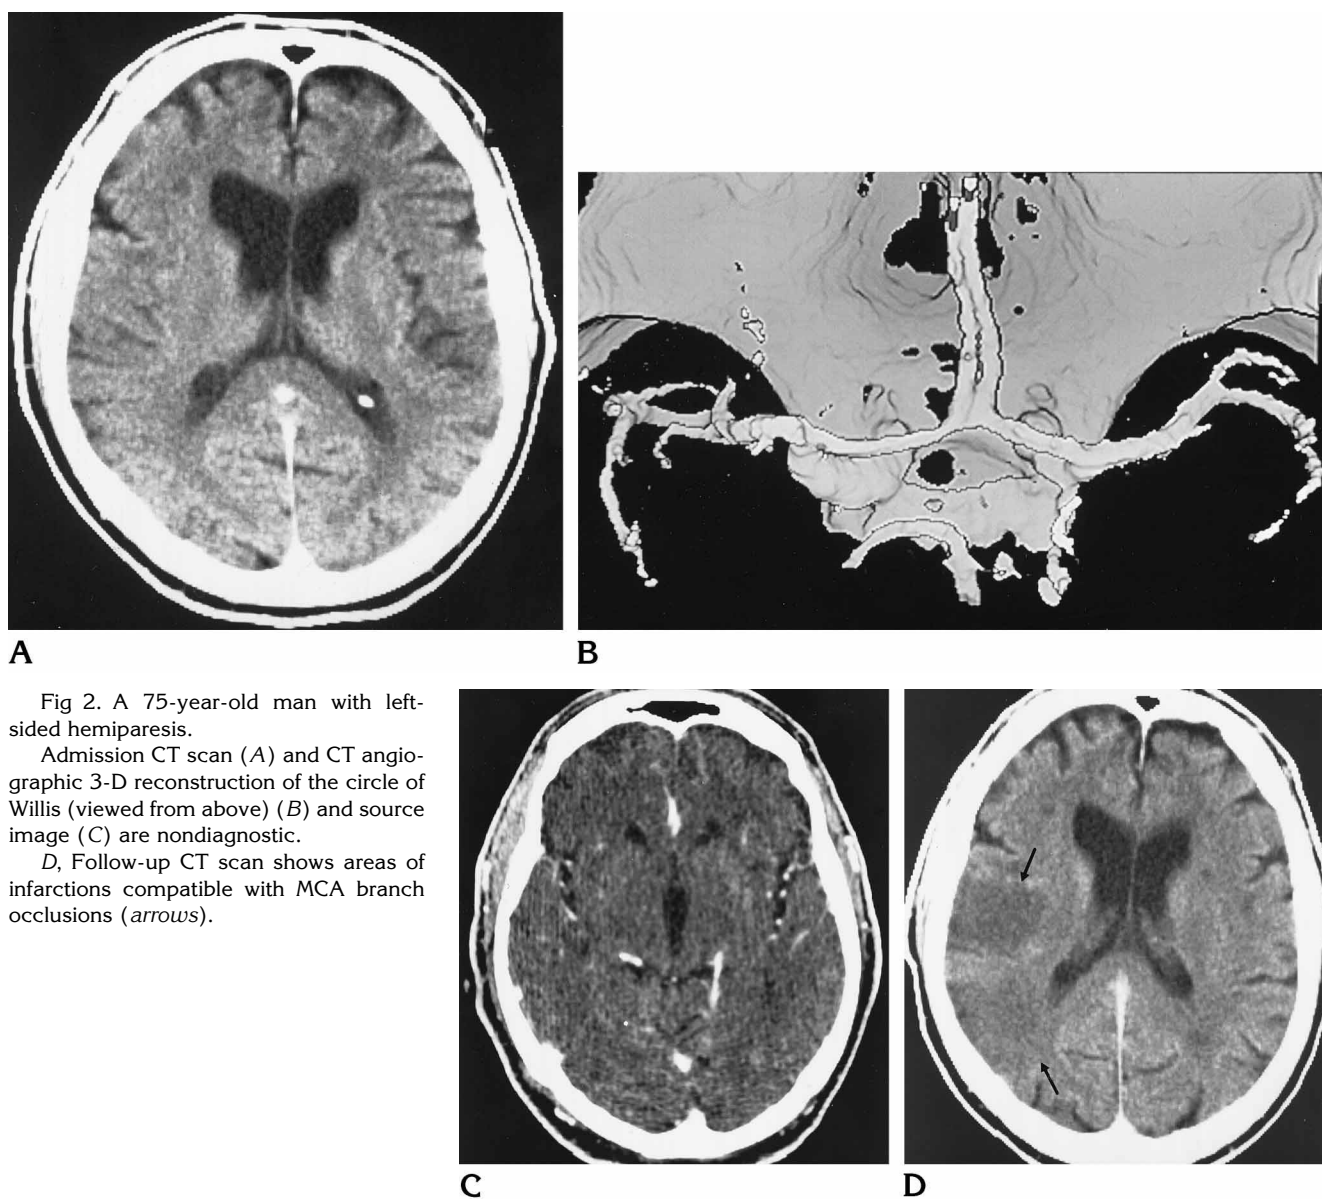 A
B
Fig 2. A 75-year-old man with left-
sided hemiparesis.
Admission CT scan (A) and CT angio-
graphic 3-D reconstruction of the circle of
Willis (viewed from above) (B) and source
image (C) are nondiagnostic.
D, Follow-up CT scan shows areas of
infarctions compatible with MCA branch
occlusions (arrows).
C
D